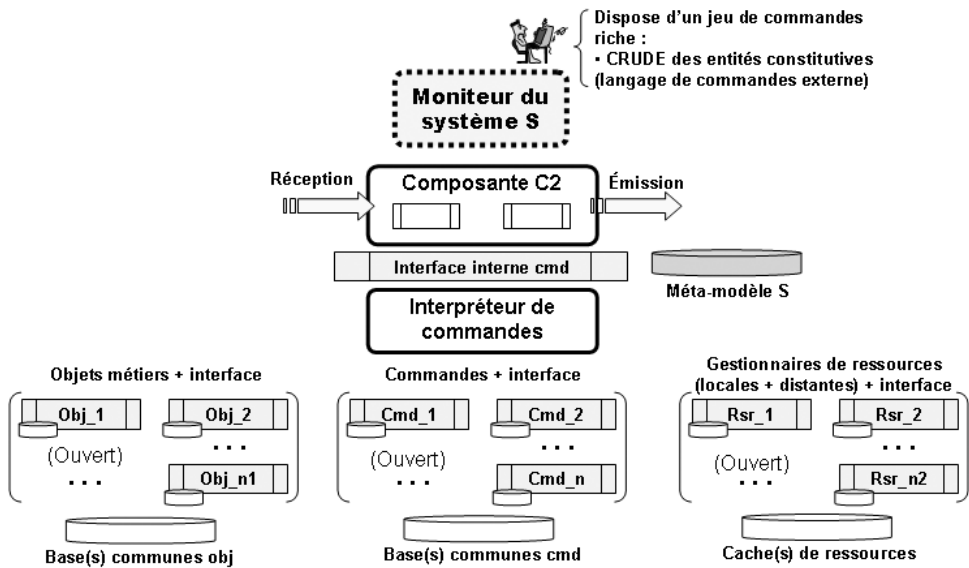 Dispose d'un jeu de commandes
riche :
▪ CRUDE des entités constitutives
(langage de commandes externe)
Moniteur du
système S
Réception
Composante C2
Émission
Interface interne cmd
Méta-modèle S
Interpréteur de
commandes
Objets métiers + interface
Commandes + interface
Gestionnaires de ressources
(locales + distantes) + interface
Obj_1
Obj_2
(Ouvert)
. . .
. . .
Obj_n1
Cmd_1
Cmd_2
(Ouvert)
. . .
. . .
Cmd_n
Rsr_1
Rsr_2
(Ouvert)
. . .
. . .
Rsr_n2
Base(s) communes obj
Base(s) communes cmd
Cache(s) de ressources